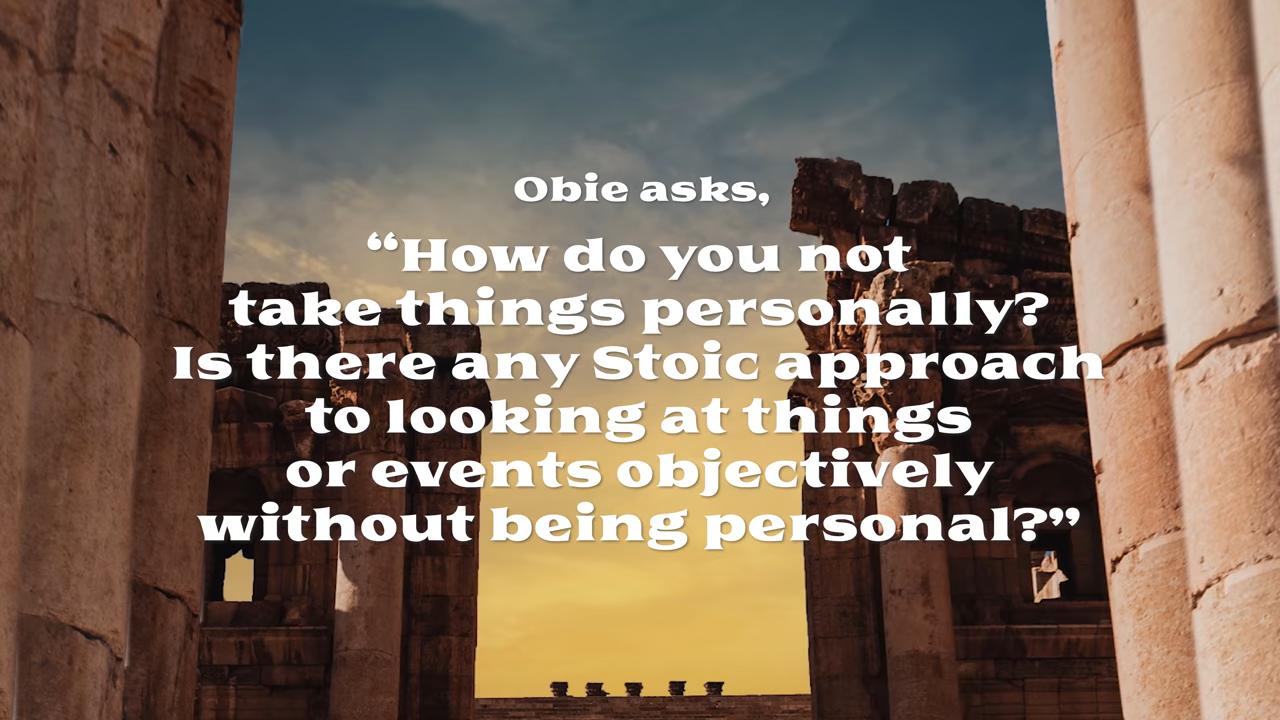 Obie asks,
“How do you not
take things personally?
Is there any Stoic approach
to looking at things
or events objectively
without being personal?”